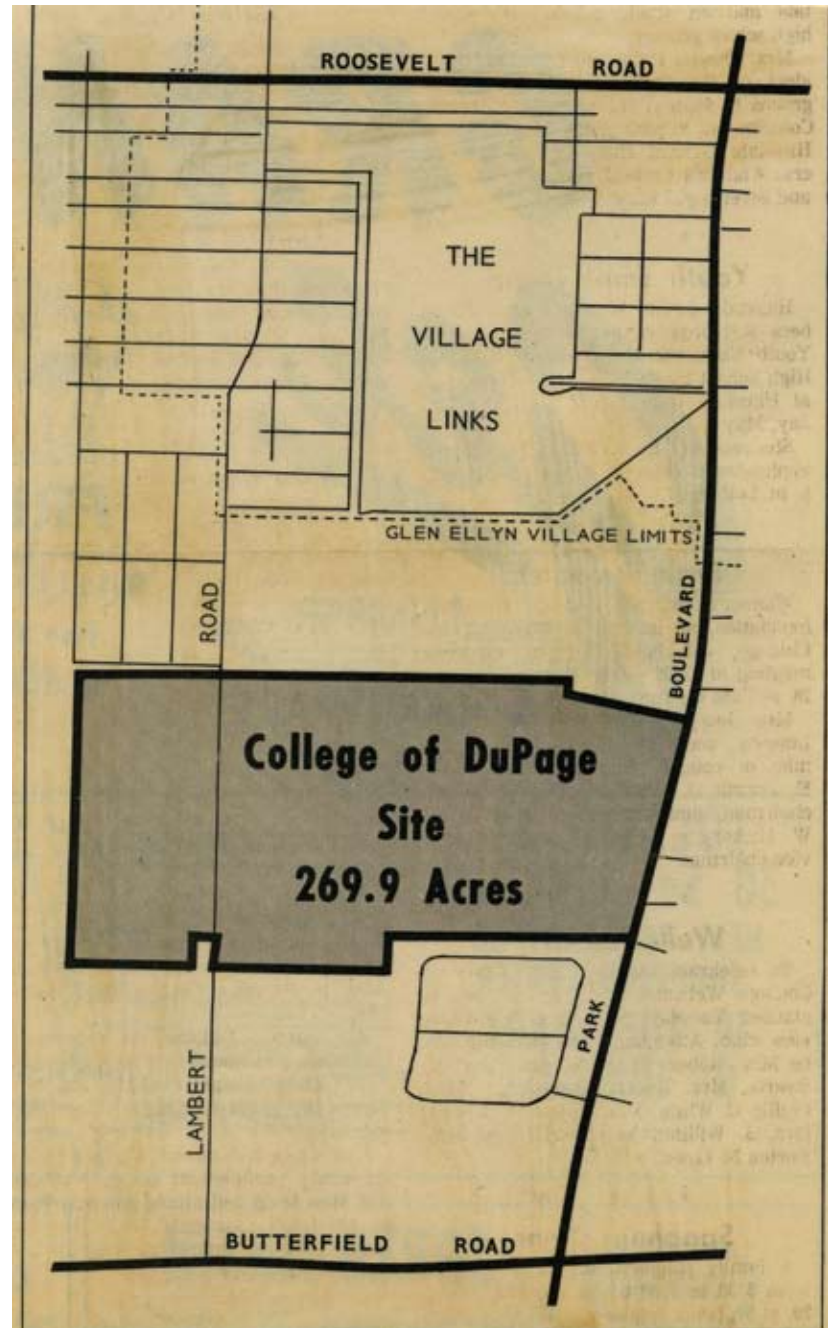 ROOSEVELT ROAD
THE
VILLAGE
LINKS
GLEN ELLYN VILLAGE LIMITS
ROAD
BOULEVARD
College of DuPage
Site
269.9 Acres
PARK
LAMBERT
BUTTERFIELD ROAD